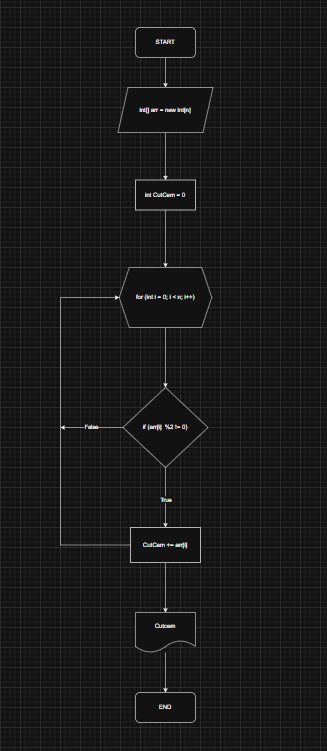 START
int[] arr = new int[n]
int CutCem = 0
for (int i = 0; i < n; i++)
if (arr[i] %2 != 0)
False
True
CutCem += arr[i]
Cutcem
END